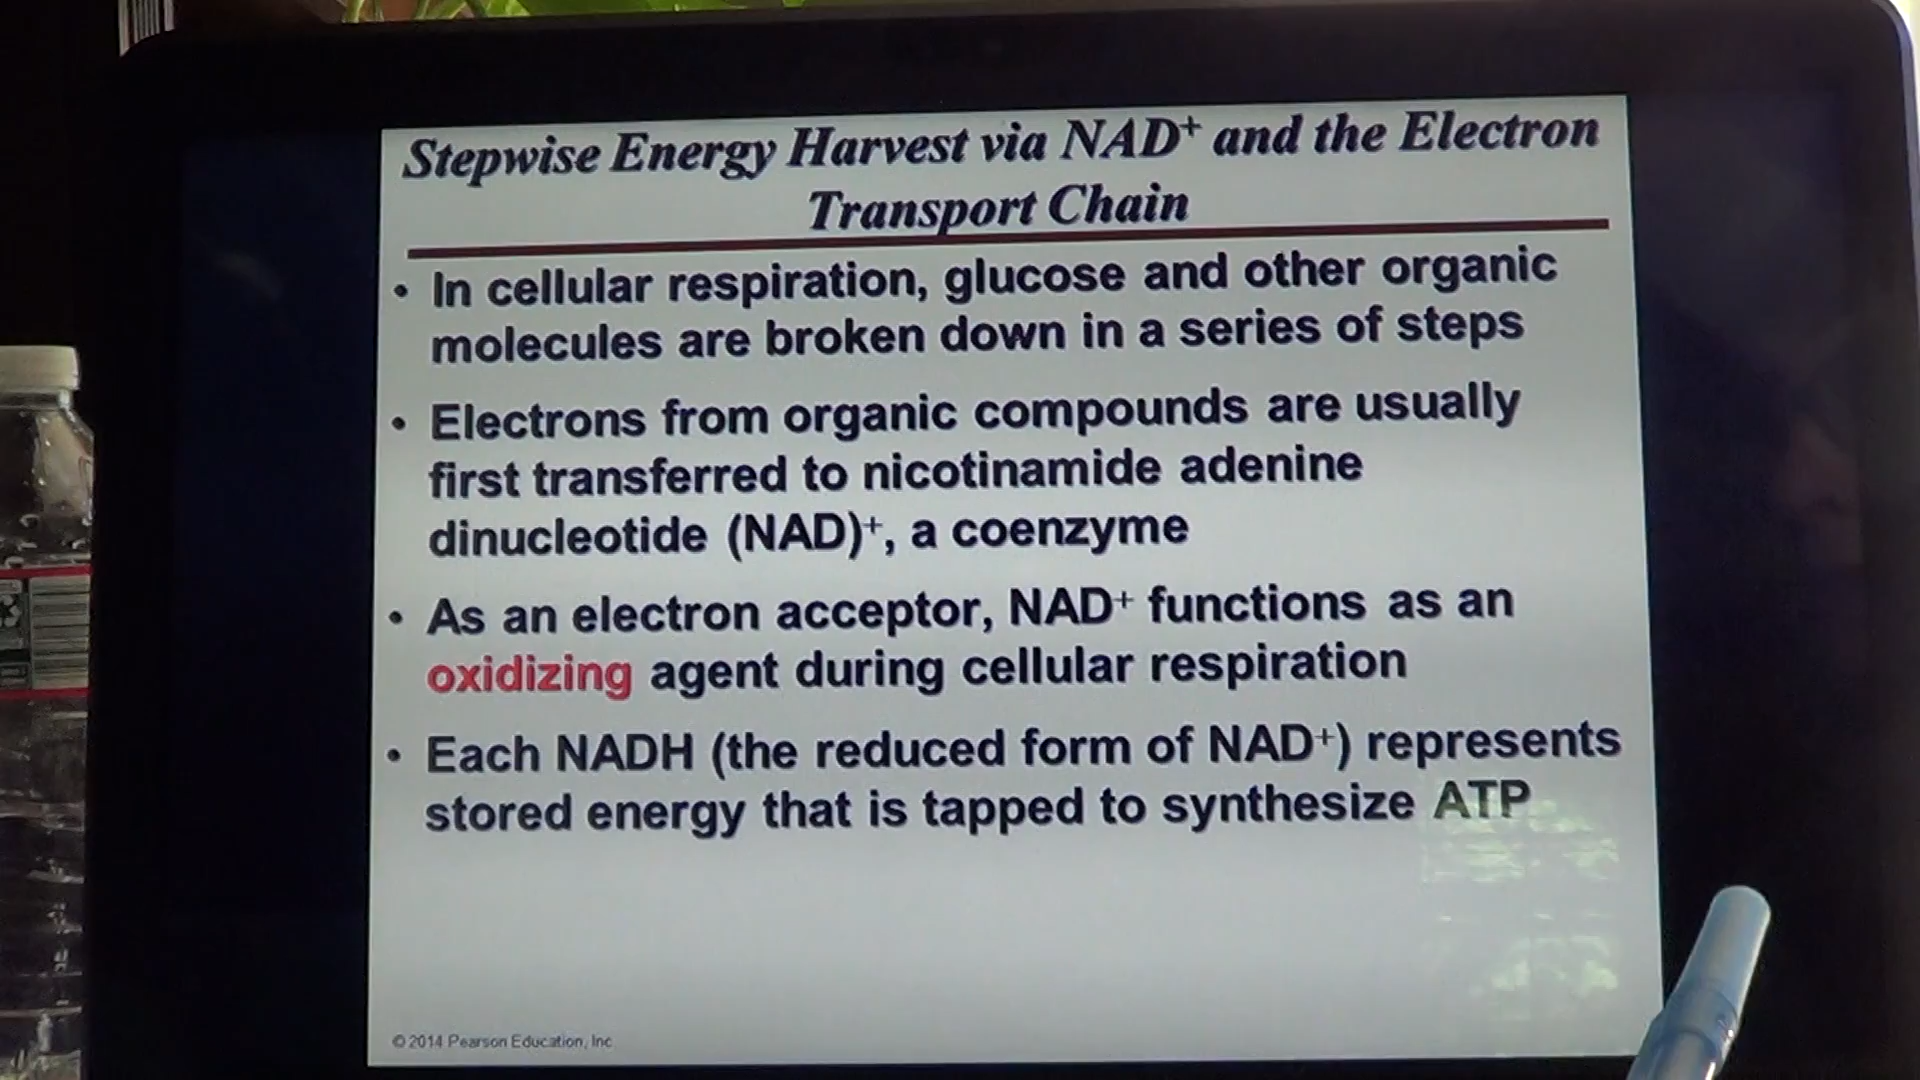 Stepwise Energy Harvest via NAD⁺ and the Electron
Transport Chain
• In cellular respiration, glucose and other organic
molecules are broken down in a series of steps
• Electrons from organic compounds are usually
first transferred to nicotinamide adenine
dinucleotide (NAD)⁺, a coenzyme
• As an electron acceptor, NAD⁺ functions as an
oxidizing agent during cellular respiration
• Each NADH (the reduced form of NAD⁺) represents
stored energy that is tapped to synthesize ATP
© 2014 Pearson Education, Inc